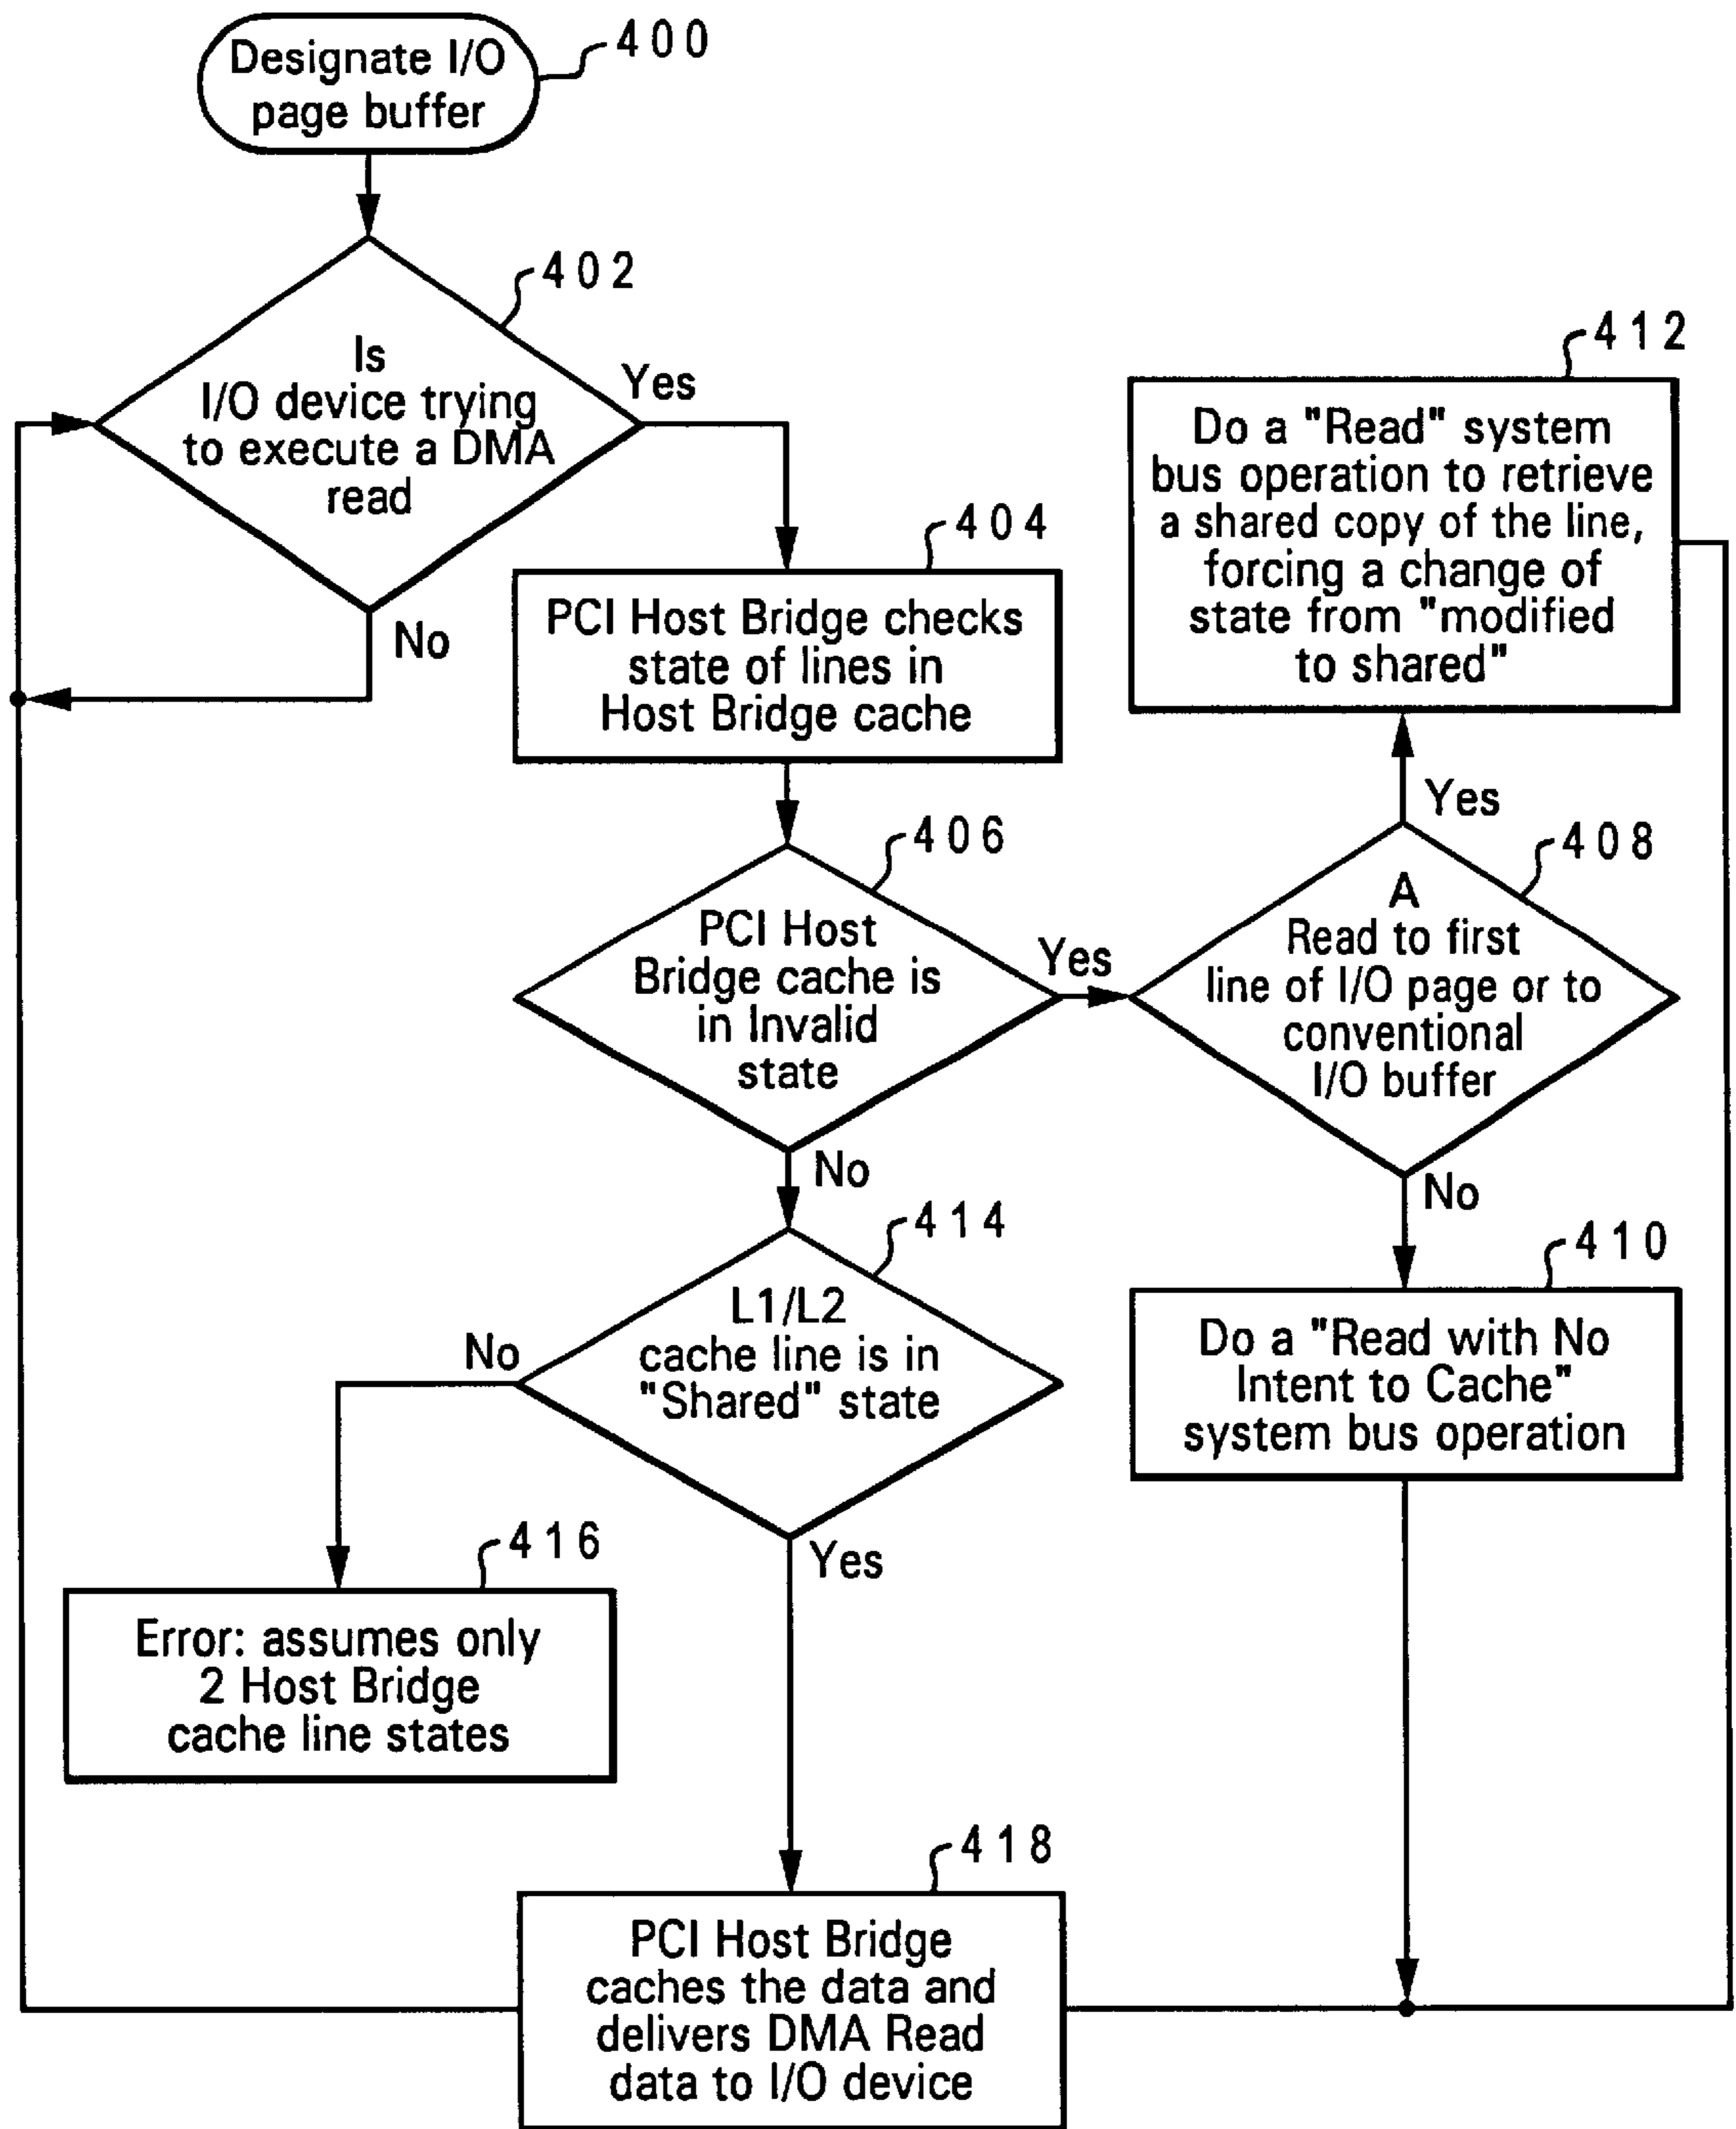 Designate I/O
page buffer
400
Is
I/O device trying
to execute a DMA
read
402
Yes
No
PCI Host Bridge checks
state of lines in
Host Bridge cache
404
PCI Host
Bridge cache is
in Invalid
state
406
Yes
No
A
Read to first
line of I/O page or to
conventional
I/O buffer
408
Yes
No
Do a "Read" system
bus operation to retrieve
a shared copy of the line,
forcing a change of
state from "modified
to shared"
412
Do a "Read with No
Intent to Cache"
system bus operation
410
L1/L2
cache line is in
"Shared" state
414
No
Yes
Error: assumes only
2 Host Bridge
cache line states
416
PCI Host Bridge
caches the data and
delivers DMA Read
data to I/O device
418